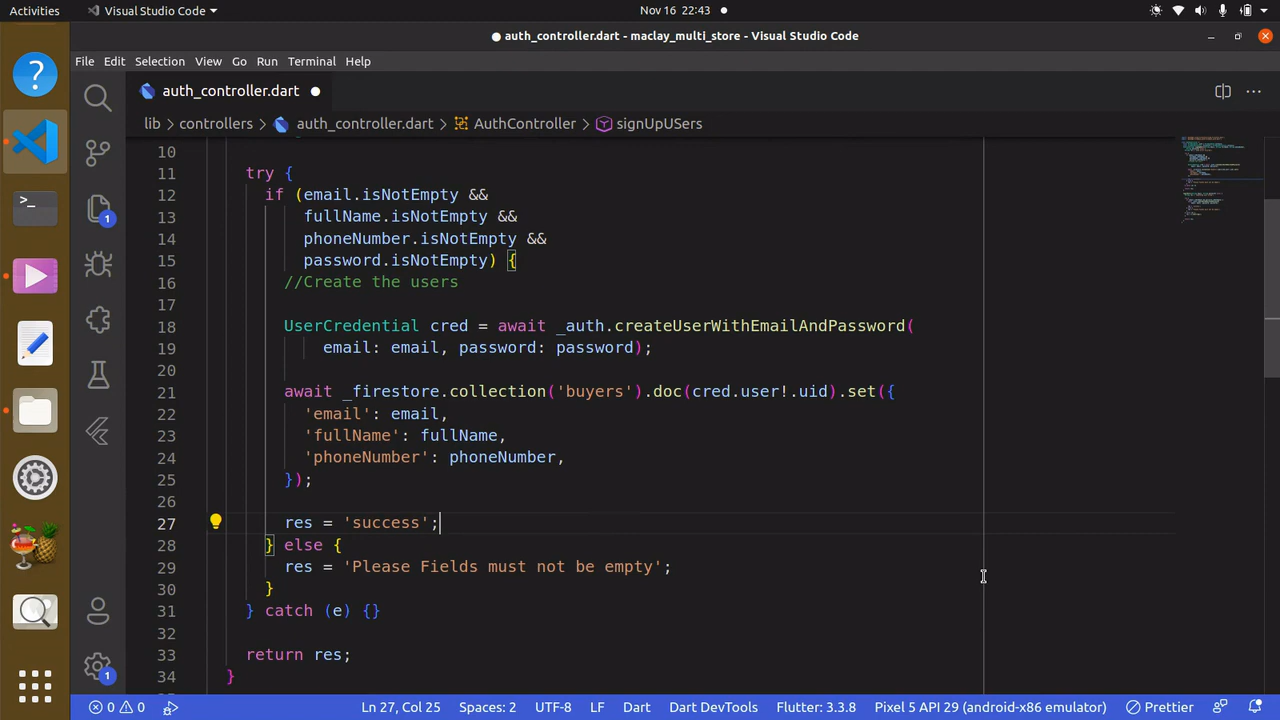 Activities
Visual Studio Code
Nov 16 22:43
auth_controller.dart - maclay_multi_store - Visual Studio Code
File Edit Selection View Go Run Terminal Help
auth_controller.dart
lib > controllers > auth_controller.dart > AuthController > signUpUSers
10
11 try {
12 if (email.isNotEmpty &&
13 fullName.isNotEmpty &&
14 phoneNumber.isNotEmpty &&
15 password.isNotEmpty) {
16 //Create the users
17
18 UserCredential cred = await _auth.createUserWithEmailAndPassword(
19 email: email, password: password);
20
21 await _firestore.collection('buyers').doc(cred.user!.uid).set({
22 'email': email,
23 'fullName': fullName,
24 'phoneNumber': phoneNumber,
25 });
26
27 res = 'success';
28 } else {
29 res = 'Please Fields must not be empty';
30 }
31 } catch (e) {}
32
33 return res;
34 }
1
1
0 0 Ln 27, Col 25 Spaces: 2 UTF-8 LF Dart Dart DevTools Flutter: 3.3.8 Pixel 5 API 29 (android-x86 emulator) Prettier